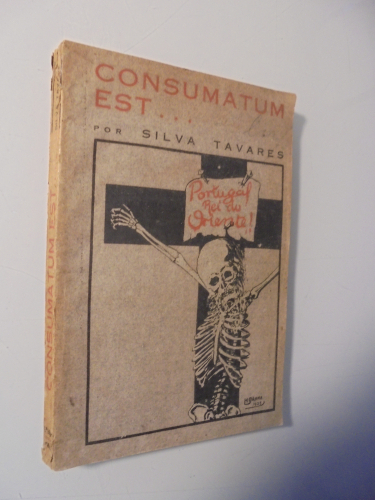 CONSUMATUM
EST...
POR SILVA TAVARES
Portugal
Rei do
Oriente!
CONSUMATUM EST...